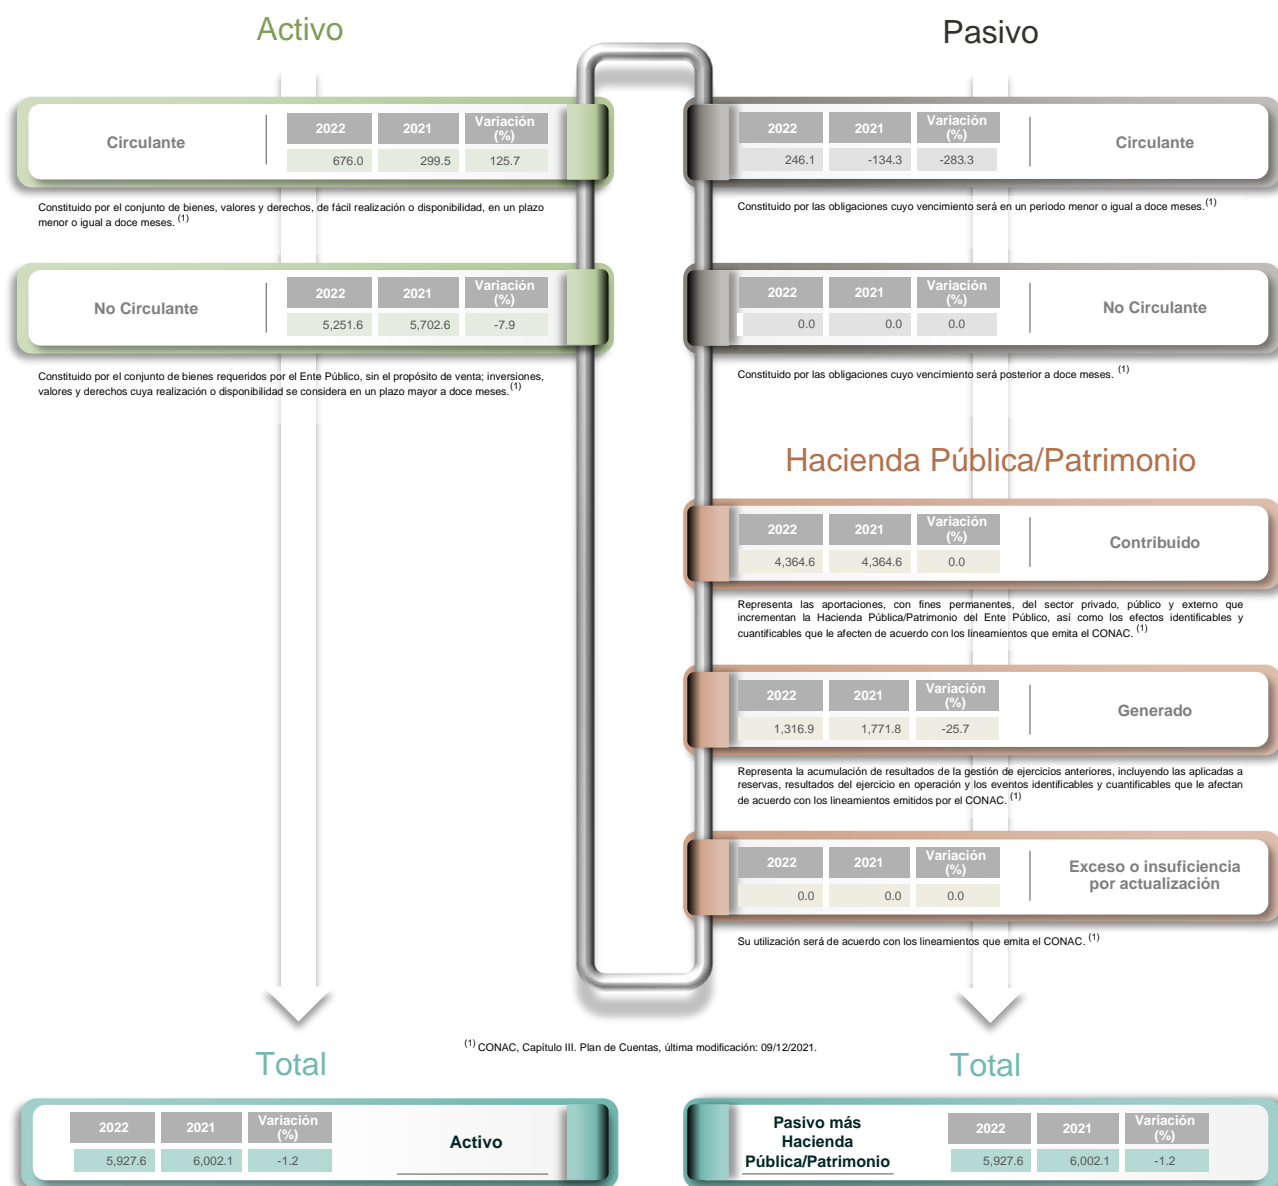 Activo
Circulante
2022 2021 Variación (%)
676.0 299.5 125.7
Constituido por el conjunto de bienes, valores y derechos, de fácil realización o disponibilidad, en un plazo
menor o igual a doce meses. (1)
No Circulante
2022 2021 Variación (%)
5,251.6 5,702.6 -7.9
Constituido por el conjunto de bienes requeridos por el Ente Público, sin el propósito de venta; inversiones,
valores y derechos cuya realización o disponibilidad se considera en un plazo mayor a doce meses. (1)
Pasivo
2022 2021 Variación (%)
246.1 -134.3 -283.3
Circulante
Constituido por las obligaciones cuyo vencimiento será en un periodo menor o igual a doce meses. (1)
2022 2021 Variación (%)
0.0 0.0 0.0
No Circulante
Constituido por las obligaciones cuyo vencimiento será posterior a doce meses. (1)
Hacienda Pública/Patrimonio
2022 2021 Variación (%)
4,364.6 4,364.6 0.0
Contribuido
Representa las aportaciones, con fines permanentes, del sector privado, público y externo que
incrementan la Hacienda Pública/Patrimonio del Ente Público, así como los efectos identificables y
cuantificables que le afecten de acuerdo con los lineamientos que emita el CONAC. (1)
2022 2021 Variación (%)
1,316.9 1,771.8 -25.7
Generado
Representa la acumulación de resultados de la gestión de ejercicios anteriores, incluyendo las aplicadas a
reservas, resultados del ejercicio en operación y los eventos identificables y cuantificables que le afectan
de acuerdo con los lineamientos emitidos por el CONAC. (1)
2022 2021 Variación (%)
0.0 0.0 0.0
Exceso o insuficiencia
por actualización
Su utilización será de acuerdo con los lineamientos que emita el CONAC. (1)
(1) CONAC, Capítulo III. Plan de Cuentas, última modificación: 09/12/2021.
Total
2022 2021 Variación (%)
5,927.6 6,002.1 -1.2
Activo
Total
Pasivo más
Hacienda
Pública/Patrimonio
2022 2021 Variación (%)
5,927.6 6,002.1 -1.2